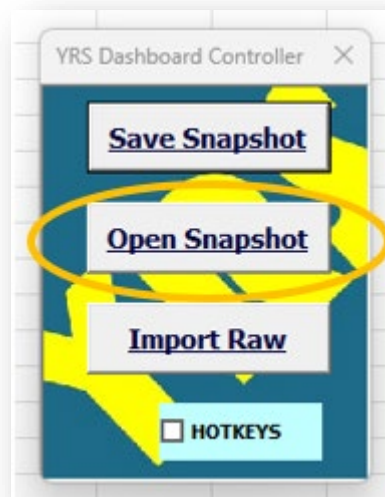 YRS Dashboard Controller
Save Snapshot
Open Snapshot
Import Raw
HOTKEYS